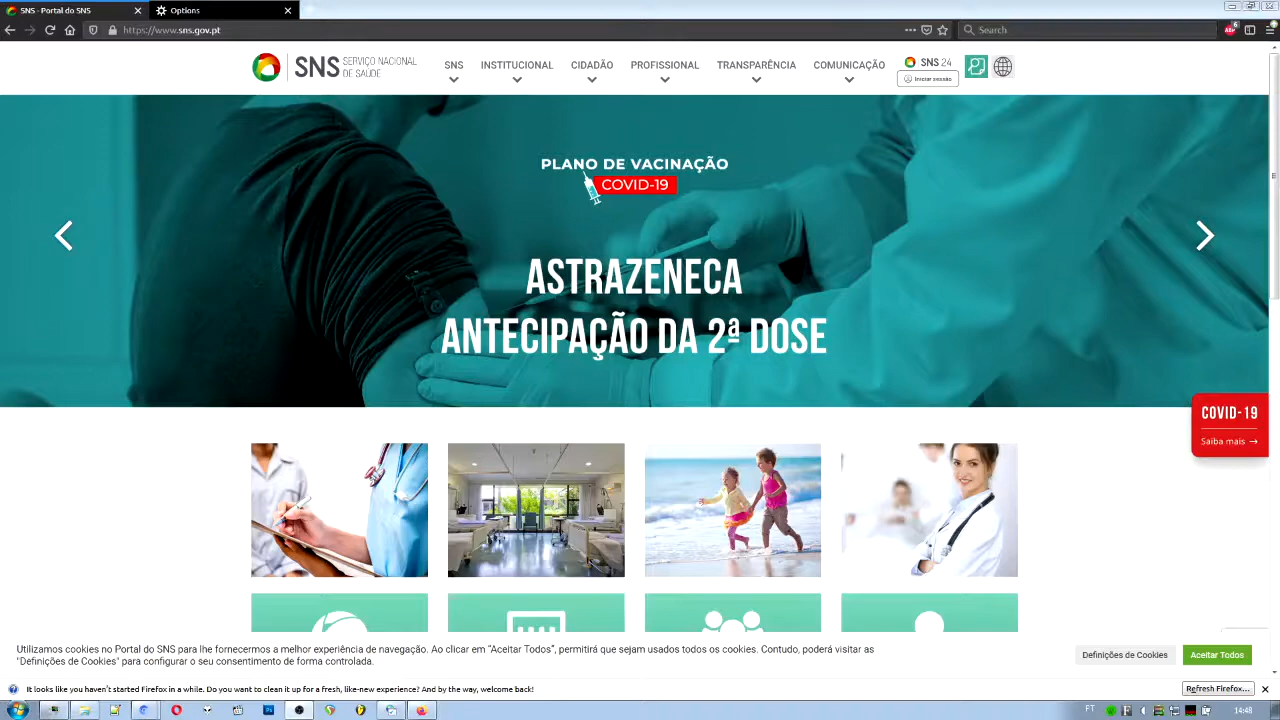 SNS - Portal do SNS
Options
https://www.sns.gov.pt
Search
6
SNS SERVIÇO NACIONAL
DE SAÚDE
SNS
INSTITUCIONAL
CIDADÃO
PROFISSIONAL
TRANSPARÊNCIA
COMUNICAÇÃO
SNS 24
Iniciar sessão
PLANO DE VACINAÇÃO
COVID-19
ASTRAZENECA
ANTECIPAÇÃO DA 2ª DOSE
COVID-19
Saiba mais →
Utilizamos cookies no Portal do SNS para lhe fornecermos a melhor experiência de navegação. Ao clicar em "Aceitar Todos", permitirá que sejam usados todos os cookies. Contudo, poderá visitar as
"Definições de Cookies" para configurar o seu consentimento de forma controlada.
Definições de Cookies
Aceitar Todos
It looks like you haven't started Firefox in a while. Do you want to clean it up for a fresh, like-new experience? And by the way, welcome back!
Refresh Firefox...
PT
14:48